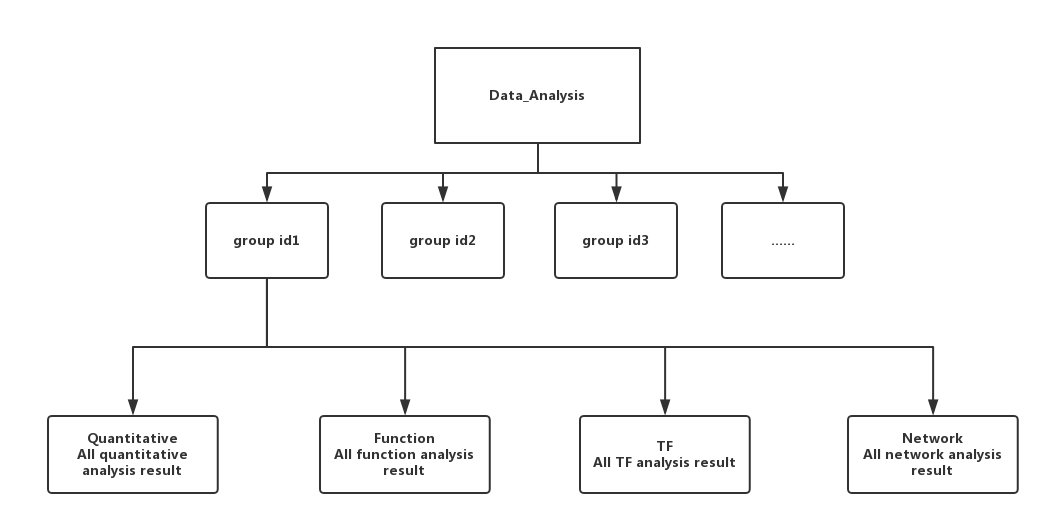 Data_Analysis
group id1
group id2
group id3
......
Quantitative
All quantitative
analysis result
Function
All function analysis
result
TF
All TF analysis result
Network
All network analysis
result